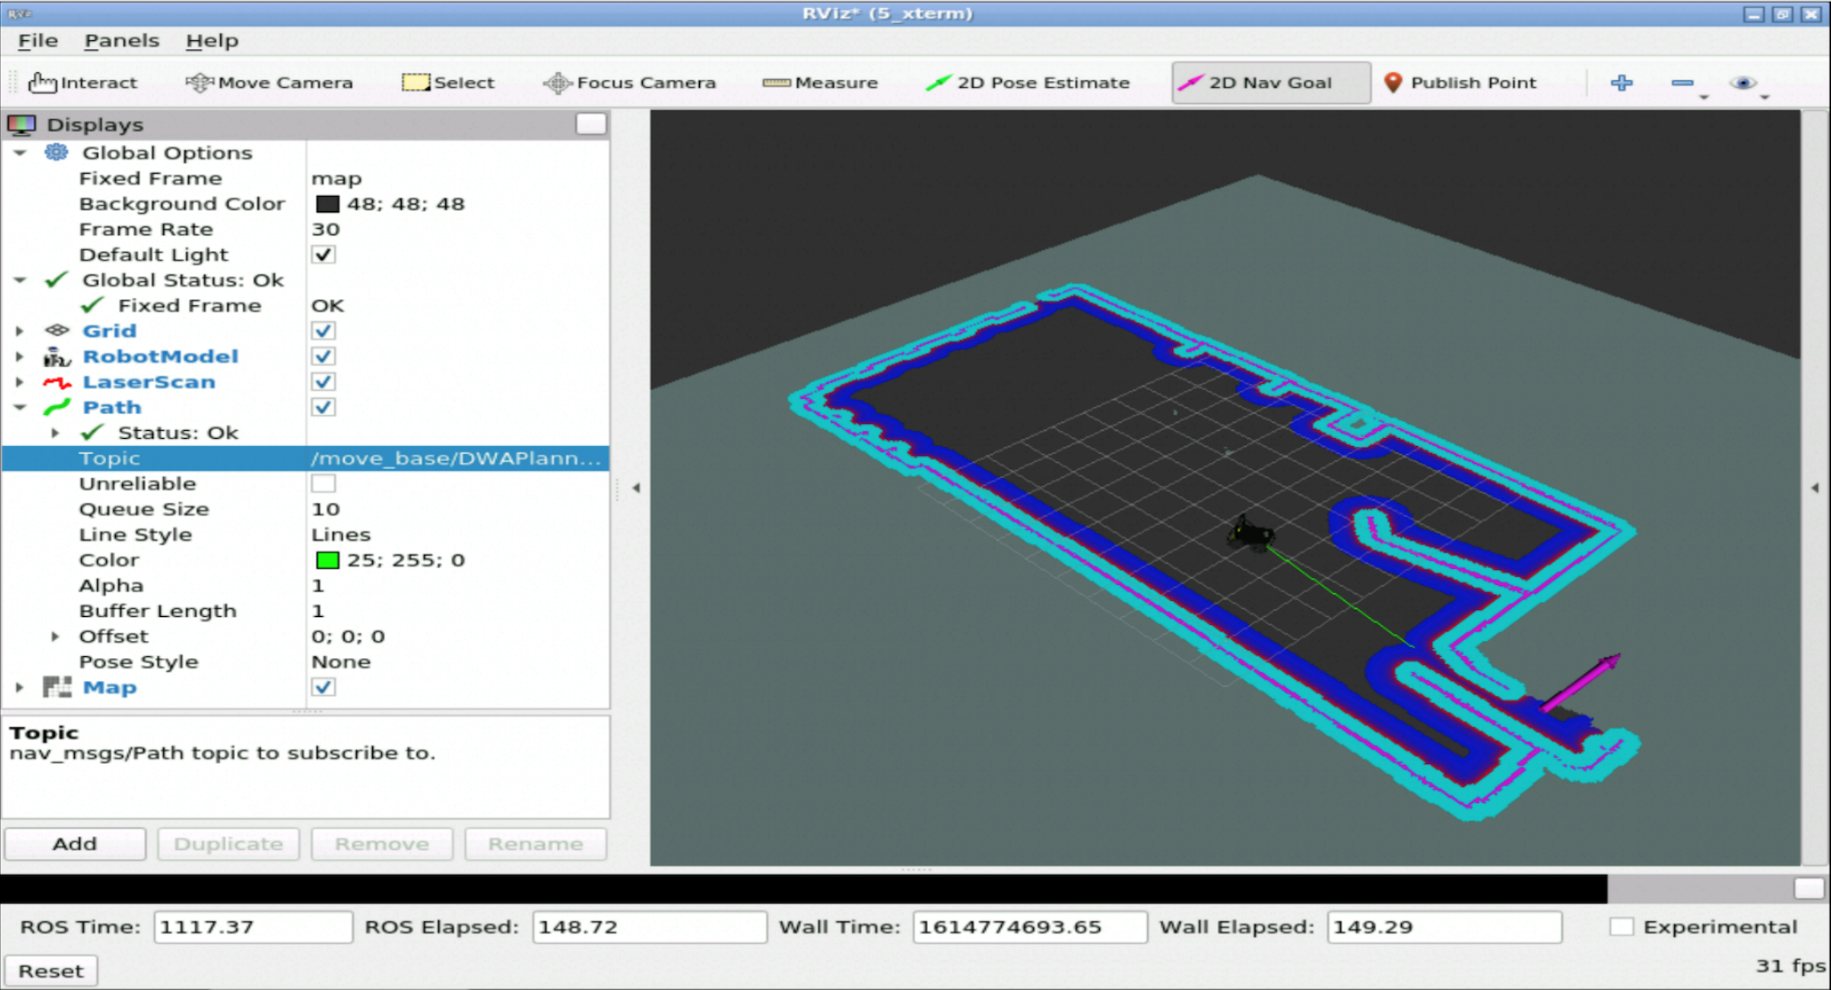 RViz* (5_xterm)
File Panels Help
Interact Move Camera Select Focus Camera Measure 2D Pose Estimate 2D Nav Goal Publish Point
Displays
Global Options
Fixed Frame map
Background Color 48; 48; 48
Frame Rate 30
Default Light
Global Status: Ok
Fixed Frame OK
Grid
RobotModel
LaserScan
Path
Status: Ok
Topic /move_base/DWAPlann...
Unreliable
Queue Size 10
Line Style Lines
Color 25; 255; 0
Alpha 1
Buffer Length 1
Offset 0; 0; 0
Pose Style None
Map
Topic
nav_msgs/Path topic to subscribe to.
Add Duplicate Remove Rename
ROS Time: 1117.37 ROS Elapsed: 148.72 Wall Time: 1614774693.65 Wall Elapsed: 149.29 Experimental
Reset 31 fps